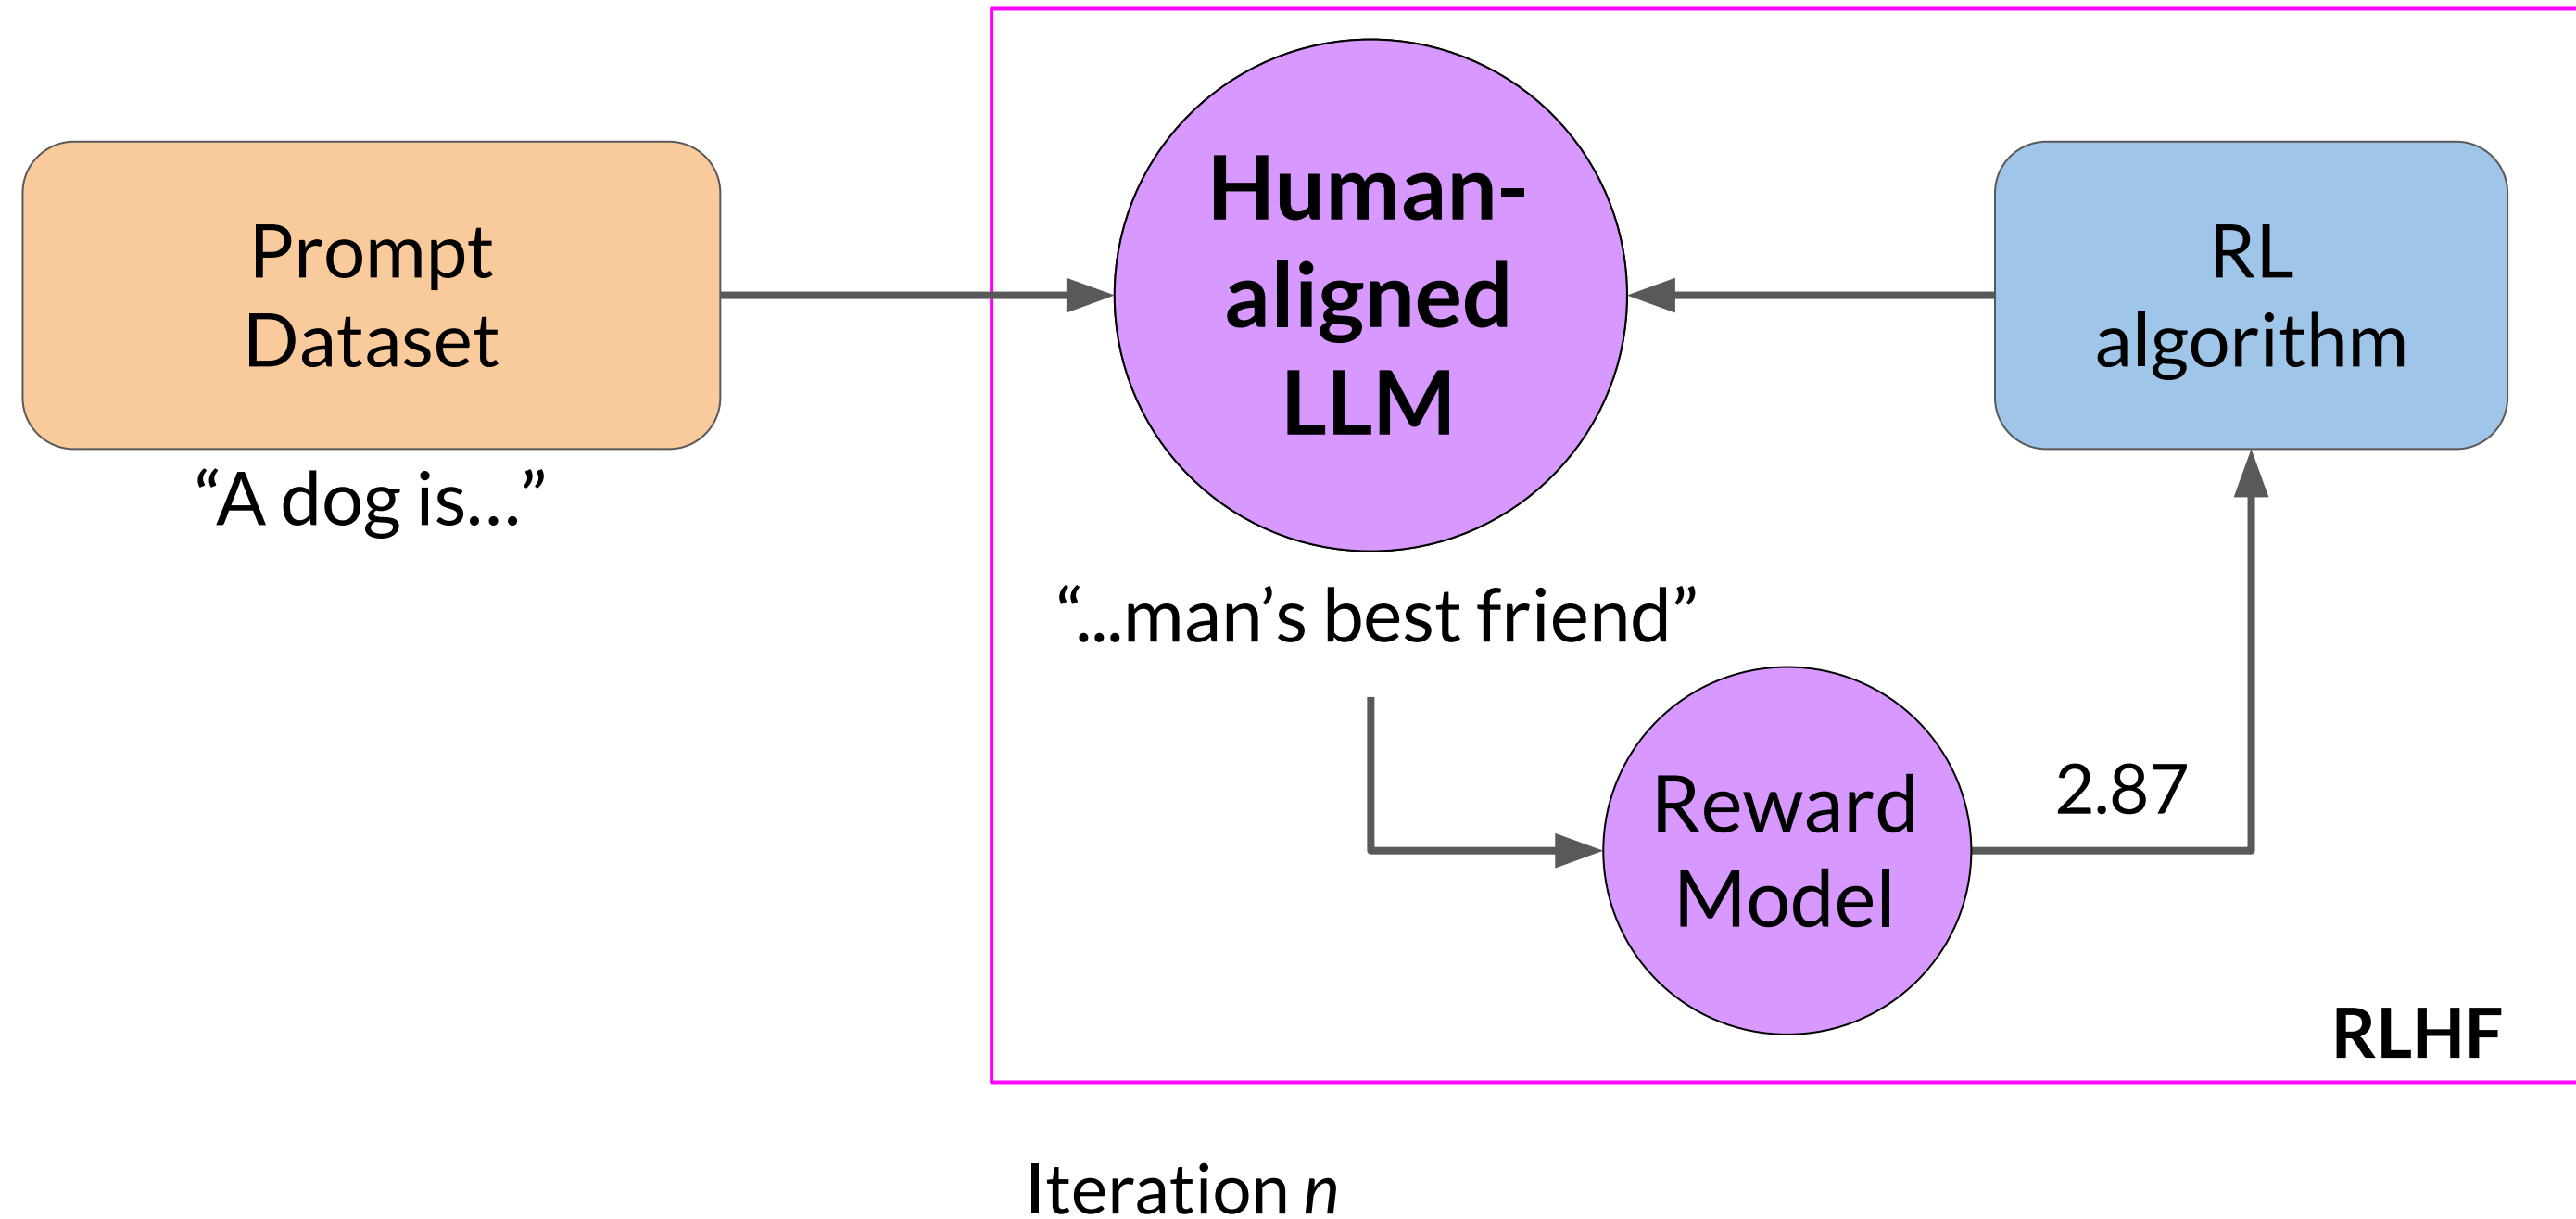 Prompt
Dataset
“A dog is…”
Human-
aligned
LLM
“...man’s best friend”
RL
algorithm
Reward
Model
2.87
RLHF
Iteration n